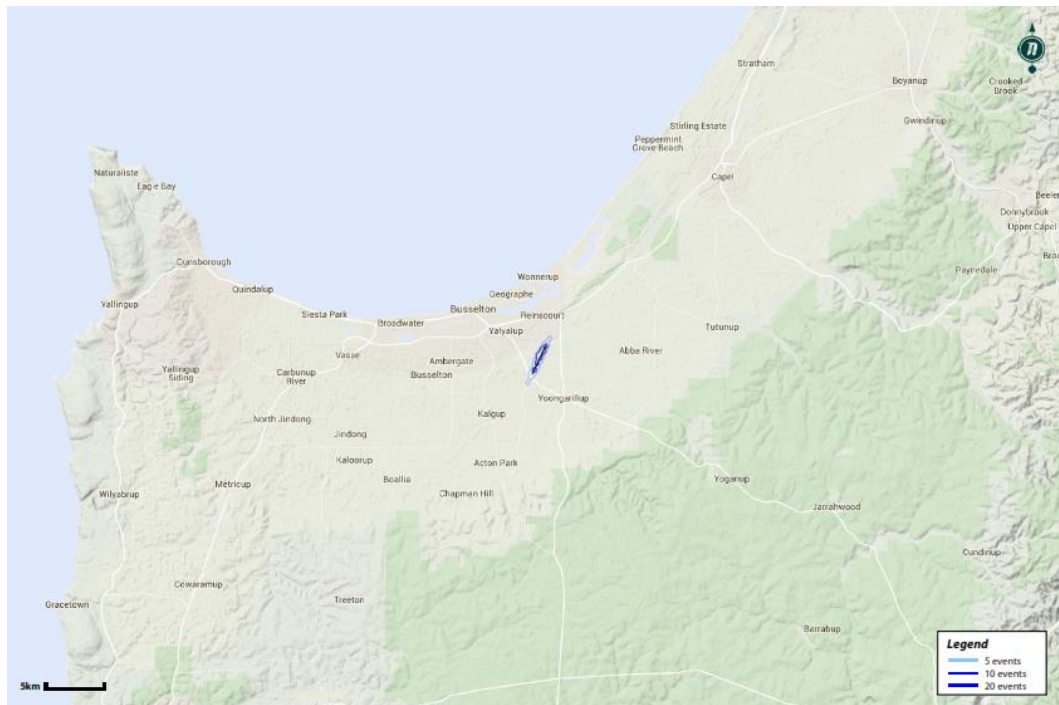 Stratham
Boyanup
Crooked
Brook
Gwindinup
Stirling Estate
Peppermint
Grove Beach
Capel
Naturaliste
Eagle Bay
Beeler
Donnybrook
Upper Capel
Bro
Dunsborough
Paynedale
Wonnerup
Quindalup
Geographe
Yallingup
Siesta Park
Busselton
Reinscourt
Broadwater
Yalyalup
Tutunup
Vasse
Ambergate
Abba River
Yallingup
Siding
Carbunup
River
Busselton
Yoongarillup
North Jindong
Kalgup
Jindong
Kaloorup
Acton Park
Metricup
Boallia
Yoganup
Wilyabrup
Chapman Hill
Jarrahwood
Cundinup
Cowaramup
Gracetown
Treeton
Barrabup
Legend
5 events
10 events
20 events
5km